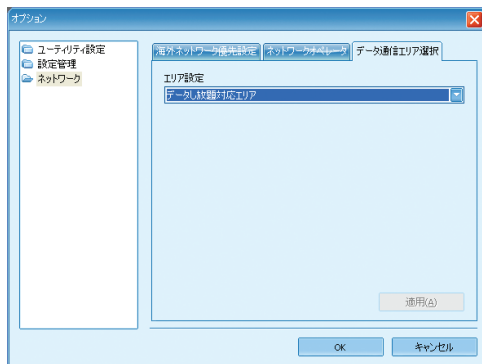 オプション
ユーティリティ設定
設定管理
ネットワーク
海外ネットワーク優先設定
ネットワークオペレータ
データ通信エリア選択
エリア設定
データし放題対応エリア
適用(A)
OK
キャンセル